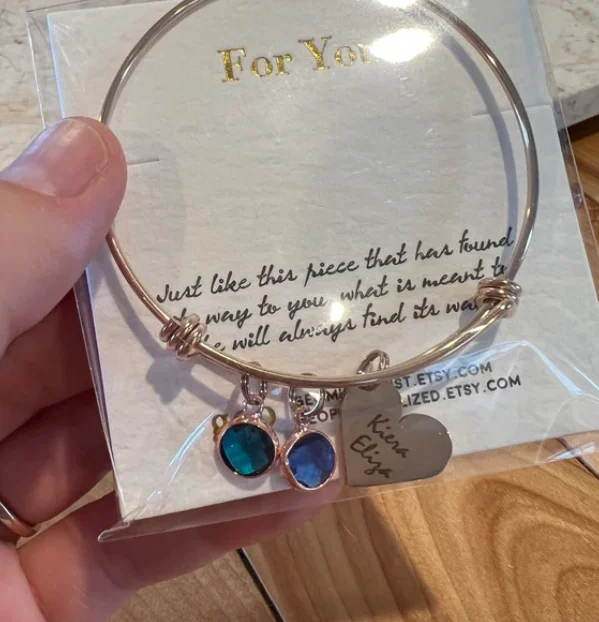 For You
Just like this piece that has found
way to you what is meant to
will always find its way
ST.ETSY.COM
LIZED.ETSY.COM
Kiera
Eliza